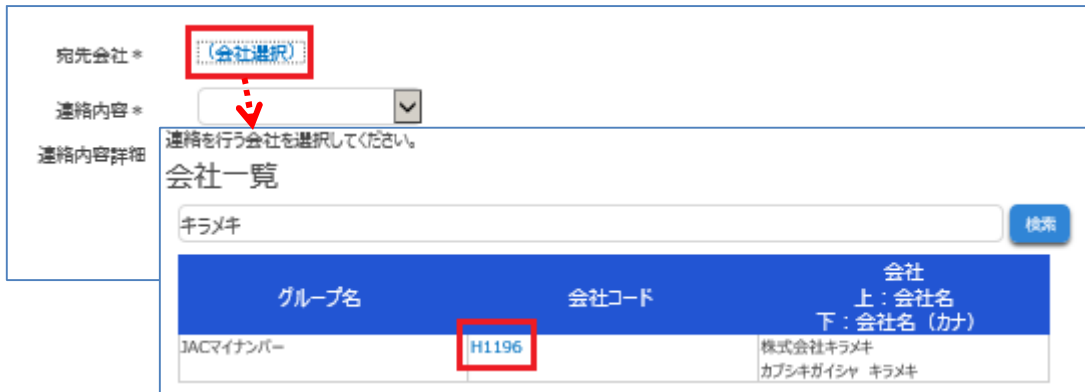 宛先会社*
(会社選択)
連絡内容*
連絡内容詳細
連絡を行う会社を選択してください。
会社一覧
キラメキ
検索
グループ名
会社コード
会社
上:会社名
下:会社名(カナ)
JACマイナンバー
H1196
株式会社キラメキ
カブシキガイシャ キラメキ